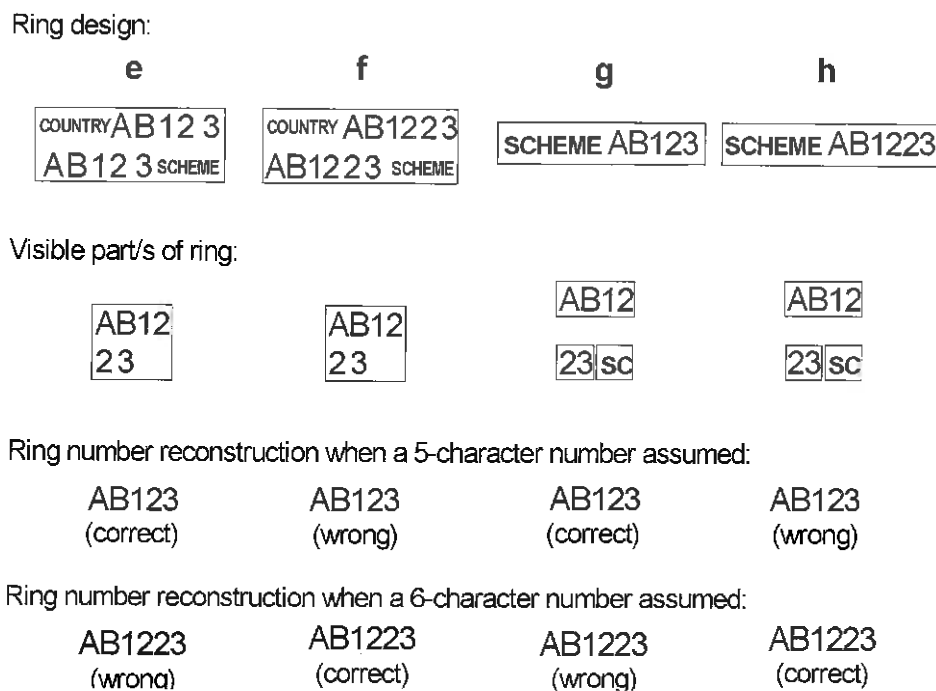 Ring design:
e f g h
COUNTRY AB12 3 COUNTRY AB1223 SCHEME AB123 SCHEME AB1223
AB12 3 SCHEME AB1223 SCHEME
Visible part/s of ring:
AB12 AB12 AB12 AB12
23 23 23 sc 23 sc
Ring number reconstruction when a 5-character number assumed:
AB123 AB123 AB123 AB123
(correct) (wrong) (correct) (wrong)
Ring number reconstruction when a 6-character number assumed:
AB1223 AB1223 AB1223 AB1223
(wrong) (correct) (wrong) (correct)